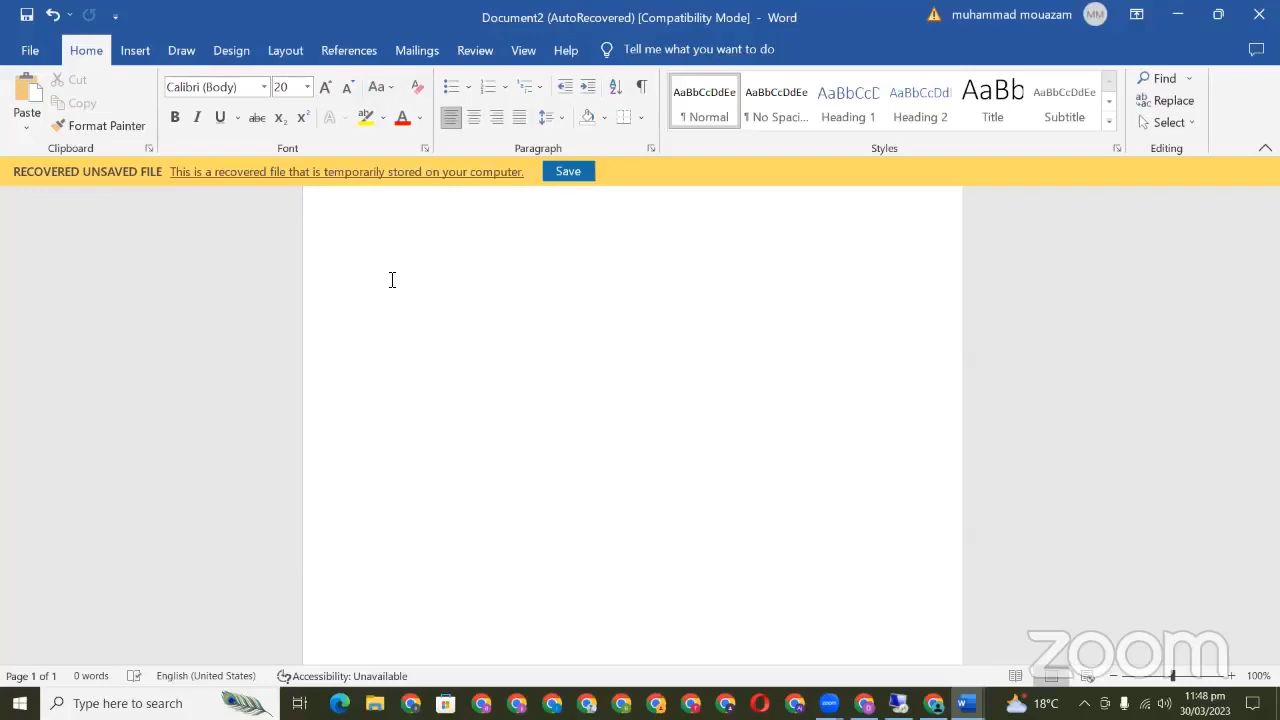 Document2 (AutoRecovered) [Compatibility Mode] - Word
muhammad mouazam MM
File Home Insert Draw Design Layout References Mailings Review View Help Tell me what you want to do
Cut
Copy
Paste
Format Painter
Clipboard
Calibri (Body) 20
Font
Paragraph
AaBbCcDdEe AaBbCcDdEe AaBbCcC AaBbCcDd AaBb AaBbCcDdEe
¶ Normal ¶ No Spaci... Heading 1 Heading 2 Title Subtitle
Styles
Find
Replace
Select
Editing
RECOVERED UNSAVED FILE This is a recovered file that is temporarily stored on your computer. Save
zoom
Page 1 of 1 0 words English (United States) Accessibility: Unavailable 100%
Type here to search
18°C
11:48 pm
30/03/2023